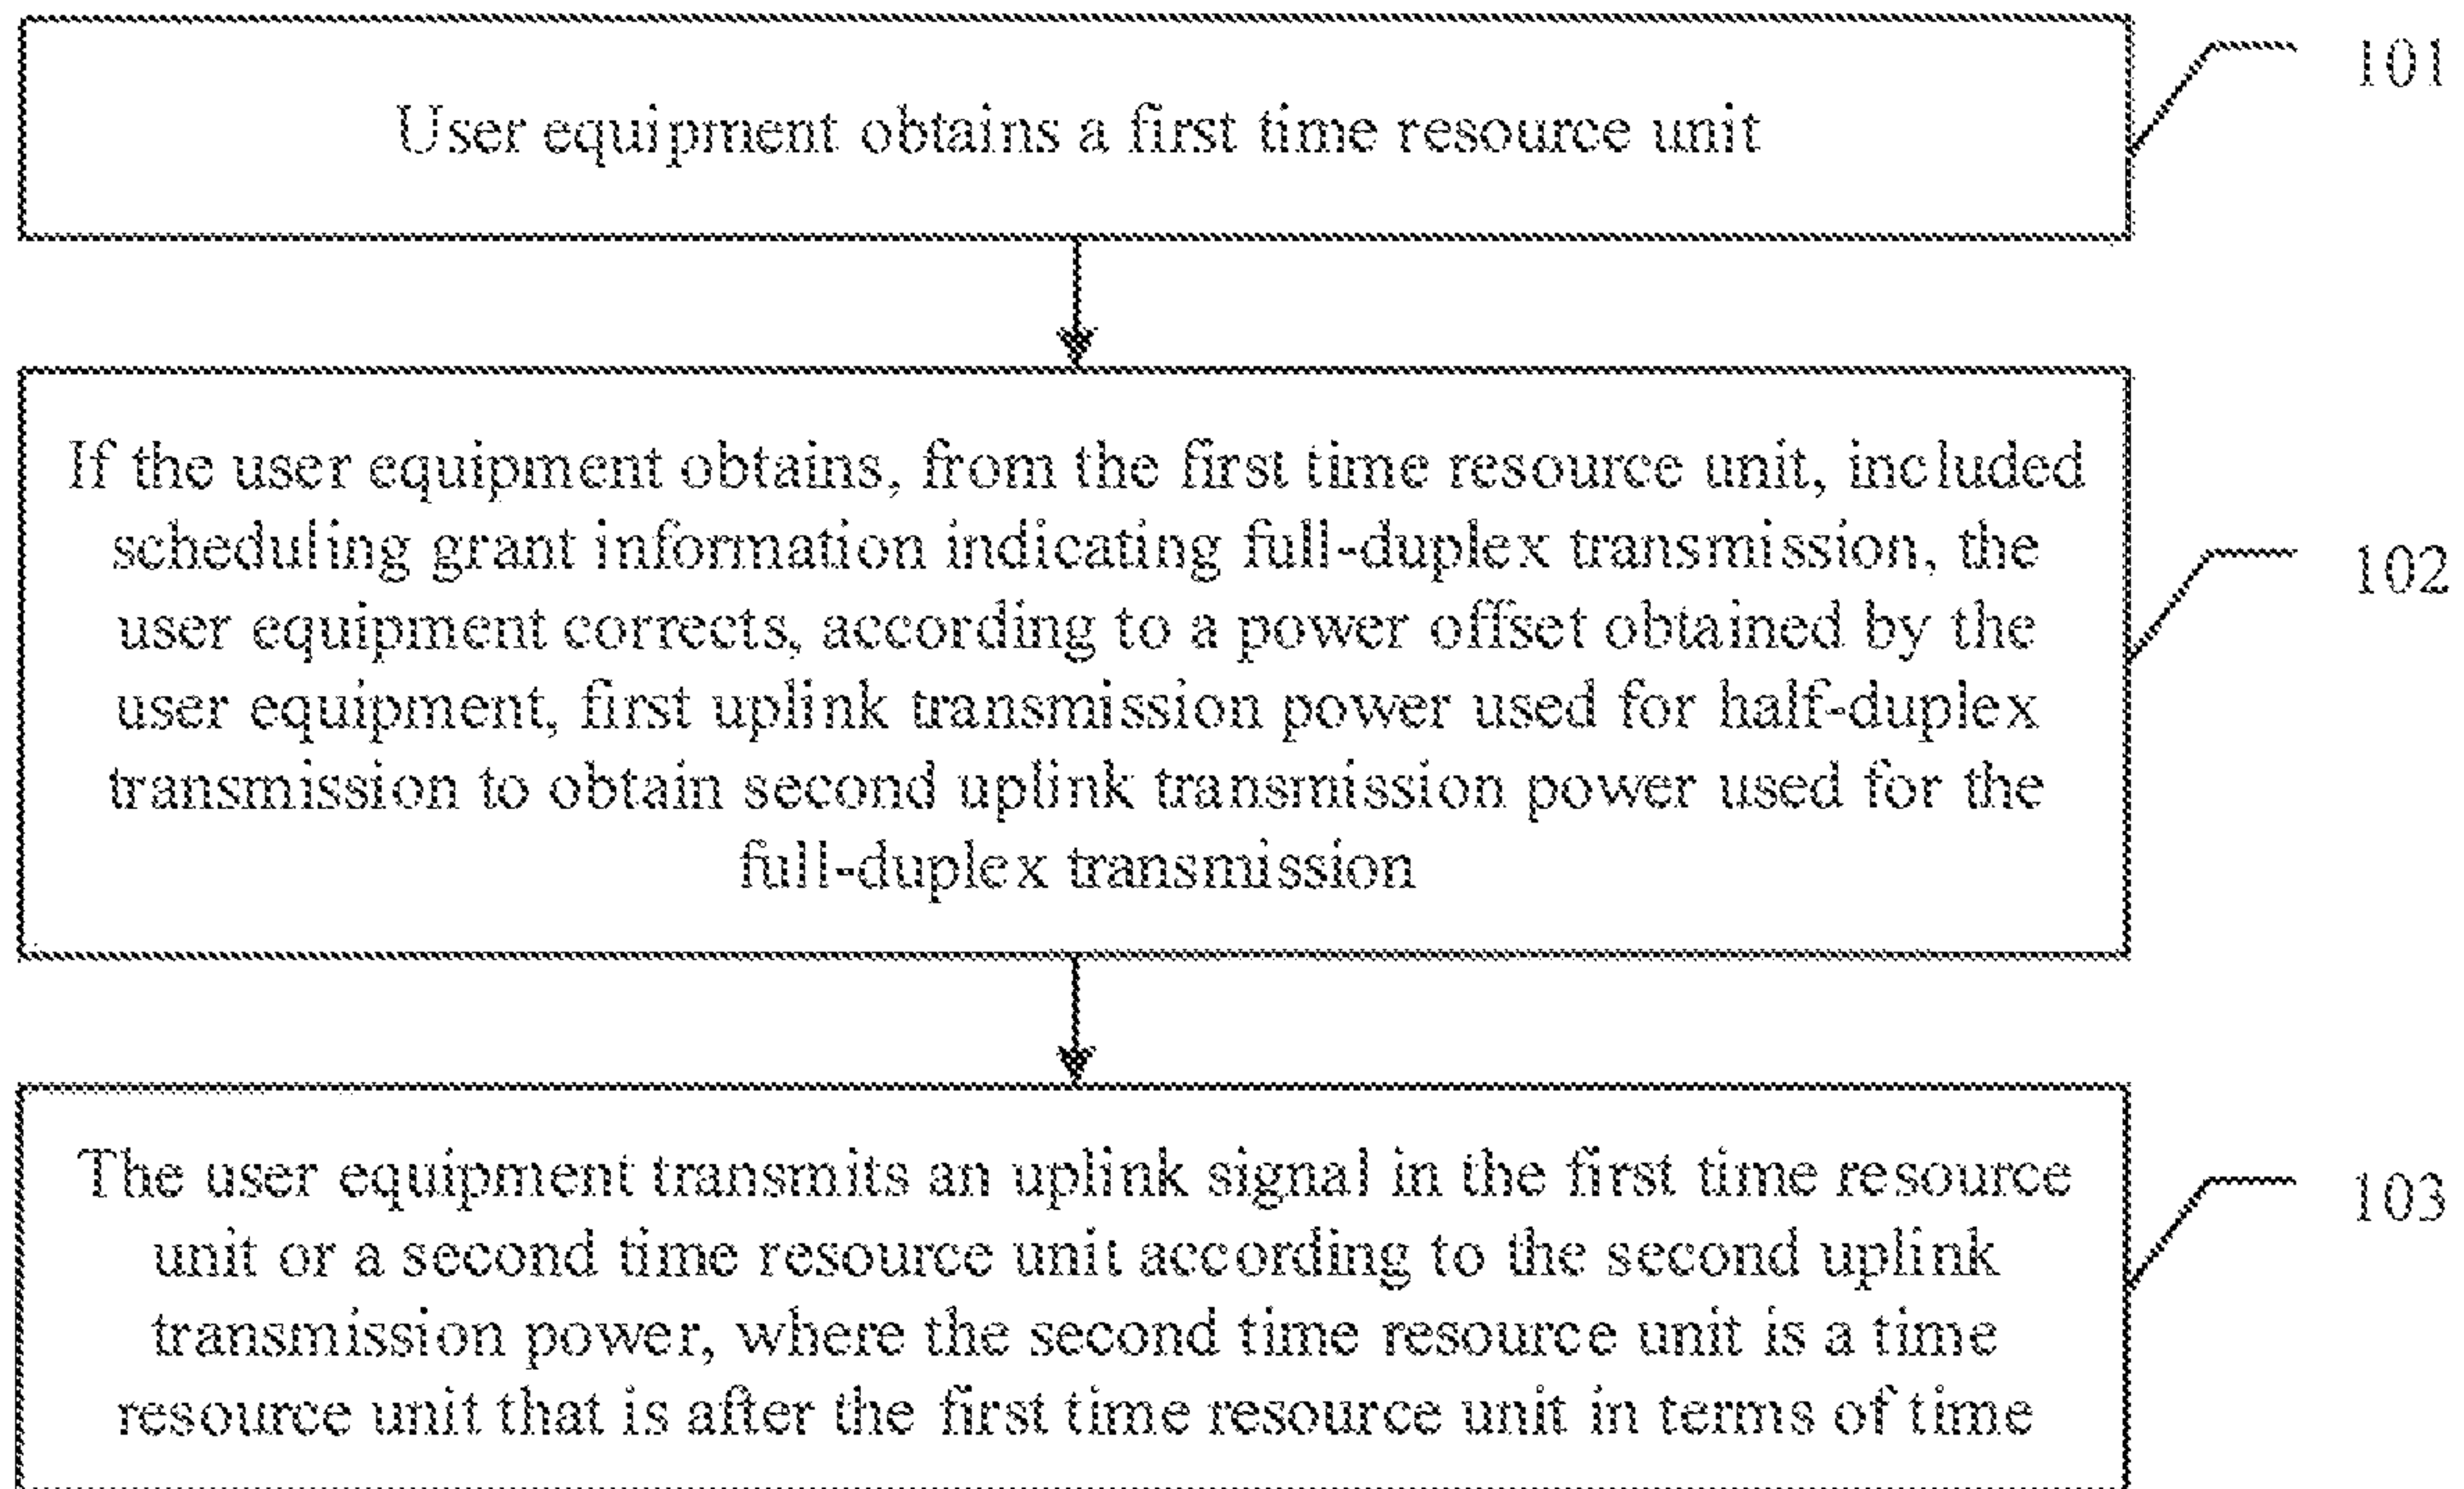 User equipment obtains a first time resource unit
101
If the user equipment obtains, from the first time resource unit, included
scheduling grant information indicating full-duplex transmission, the
user equipment corrects, according to a power offset obtained by the
user equipment, first uplink transmission power used for half-duplex
transmission to obtain second uplink transmission power used for the
full-duplex transmission
102
The user equipment transmits an uplink signal in the first time resource
unit or a second time resource unit according to the second uplink
transmission power, where the second time resource unit is a time
resource unit that is after the first time resource unit in terms of time
103